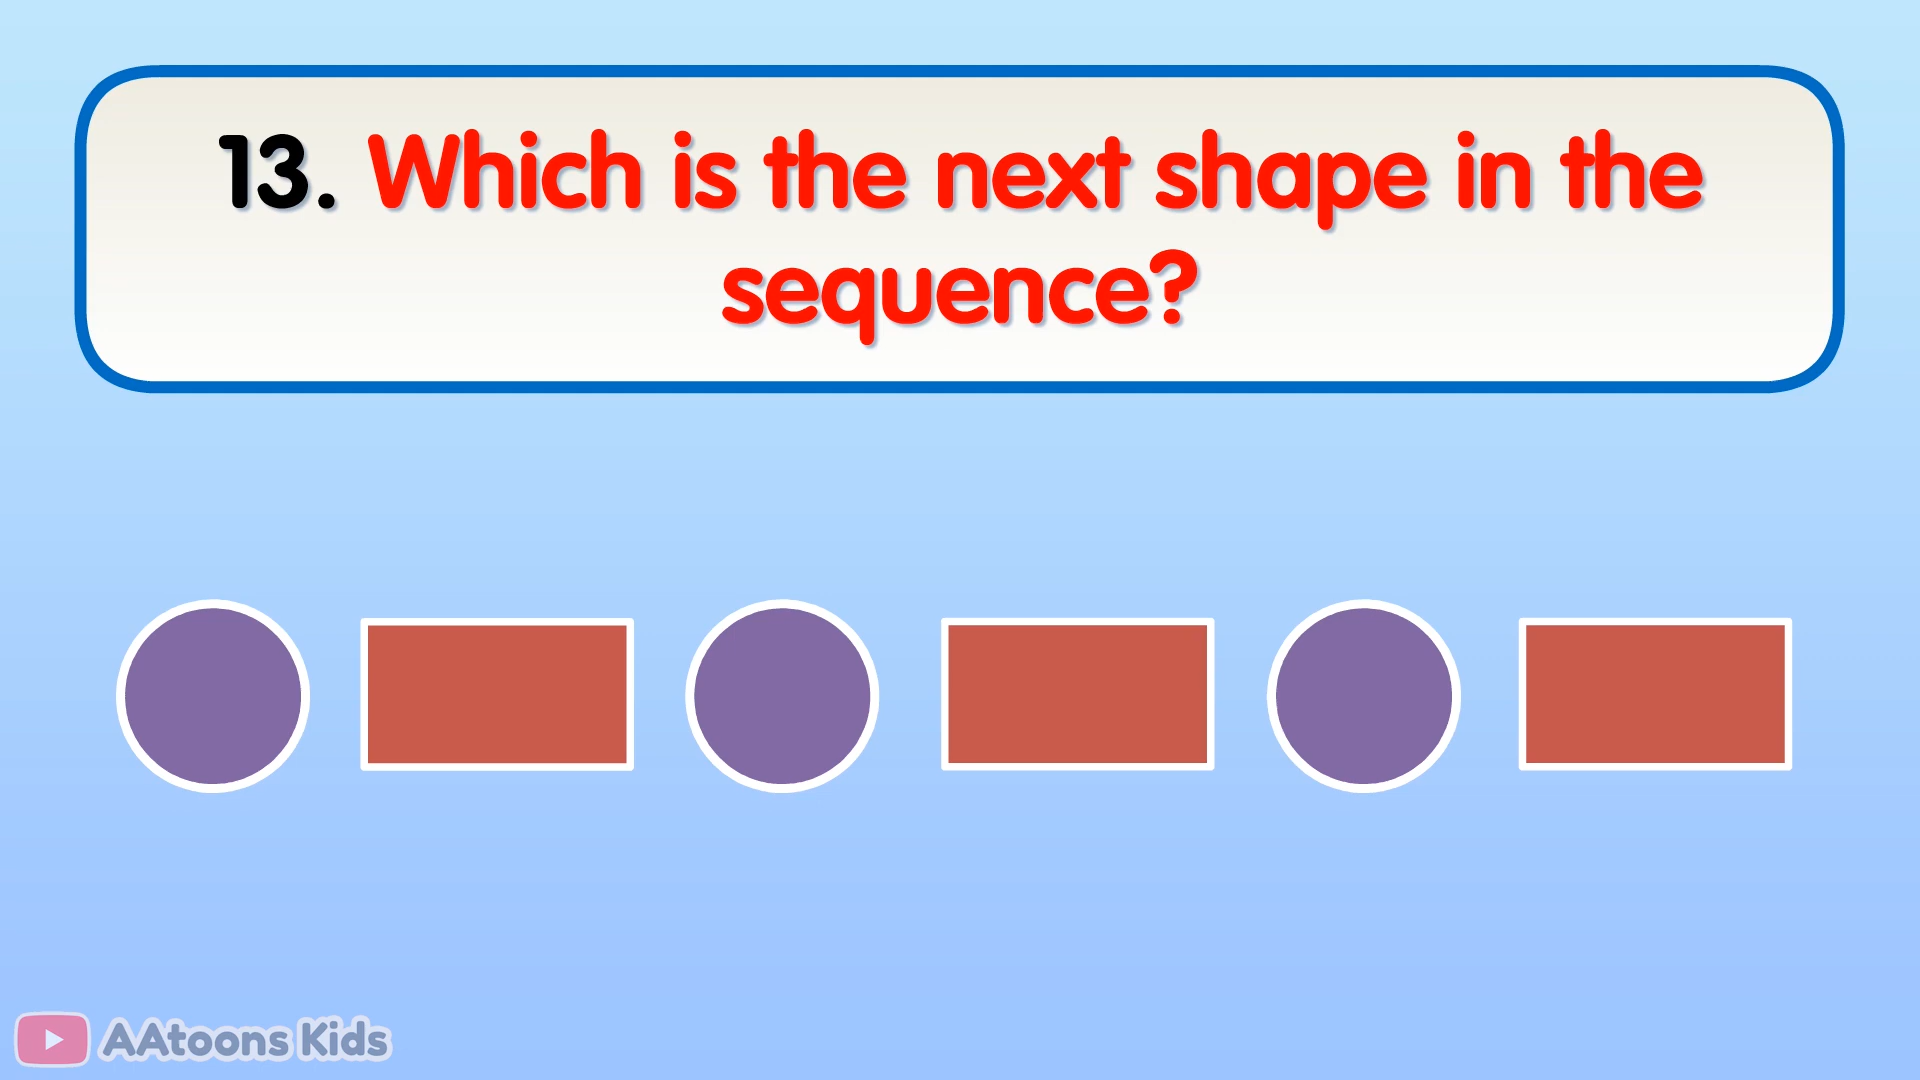 13. Which is the next shape in the
sequence?
AAtoons Kids